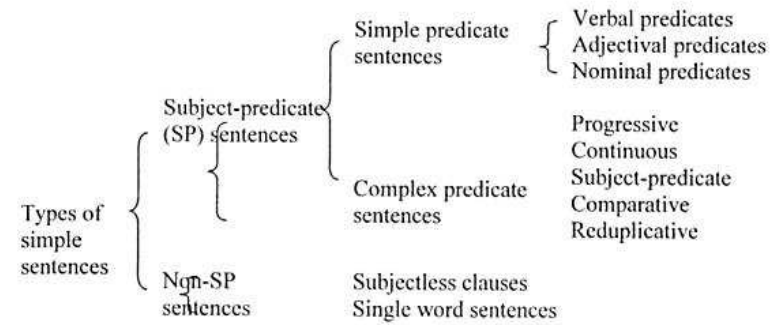 Simple predicate
sentences
Verbal predicates
Adjectival predicates
Nominal predicates
Subject-predicate
(SP) sentences
Progressive
Continuous
Subject-predicate
Comparative
Reduplicative
Complex predicate
sentences
Types of
simple
sentences
Non-SP
sentences
Subjectless clauses
Single word sentences